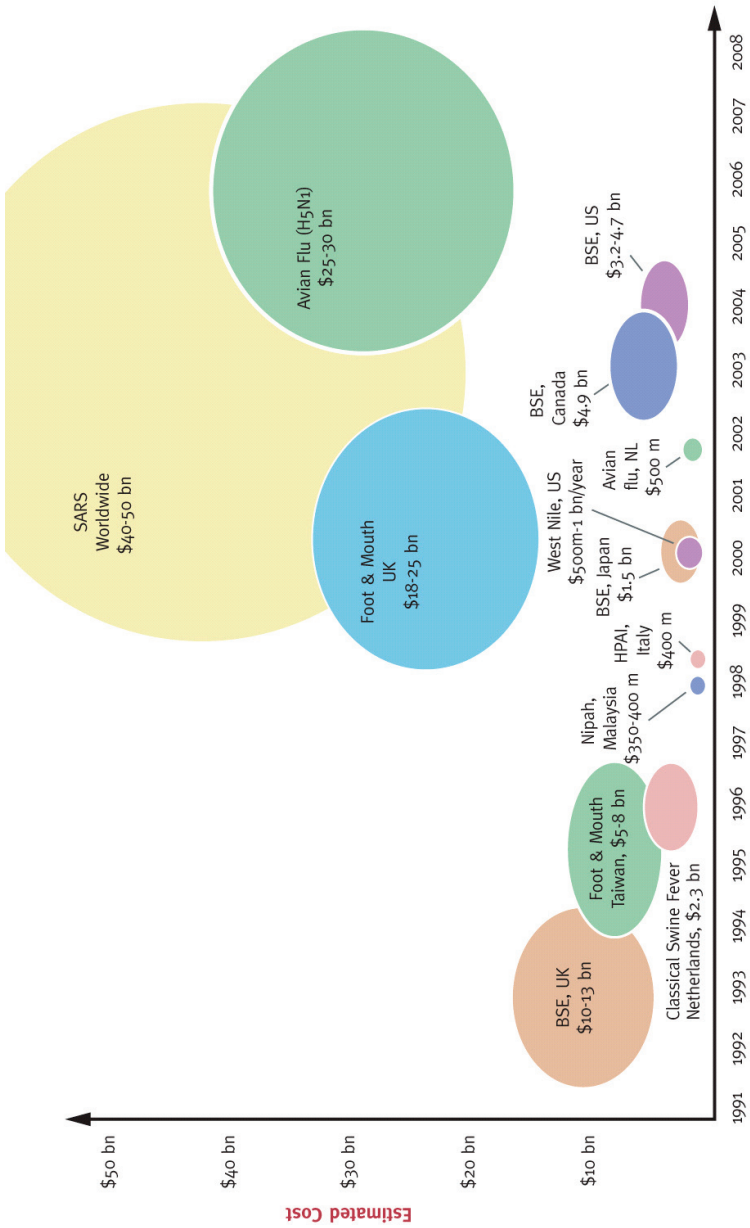 Estimated Cost
$50 bn
$40 bn
$30 bn
$20 bn
$10 bn
SARS
Worldwide
$40-50 bn
Avian Flu (H5N1)
$25-30 bn
Foot & Mouth
UK
$18-25 bn
BSE, UK
$10-13 bn
Foot & Mouth
Taiwan, $5-8 bn
Classical Swine Fever
Netherlands, $2.3 bn
Nipah,
Malaysia
$350-400 m
HPAI,
Italy
$400 m
BSE, Japan
$1.5 bn
West Nile, US
$500m-1 bn/year
Avian
flu, NL
$500 m
BSE,
Canada
$4.9 bn
BSE, US
$3.2-4.7 bn
1991
1992
1993
1994
1995
1996
1997
1998
1999
2000
2001
2002
2003
2004
2005
2006
2007
2008